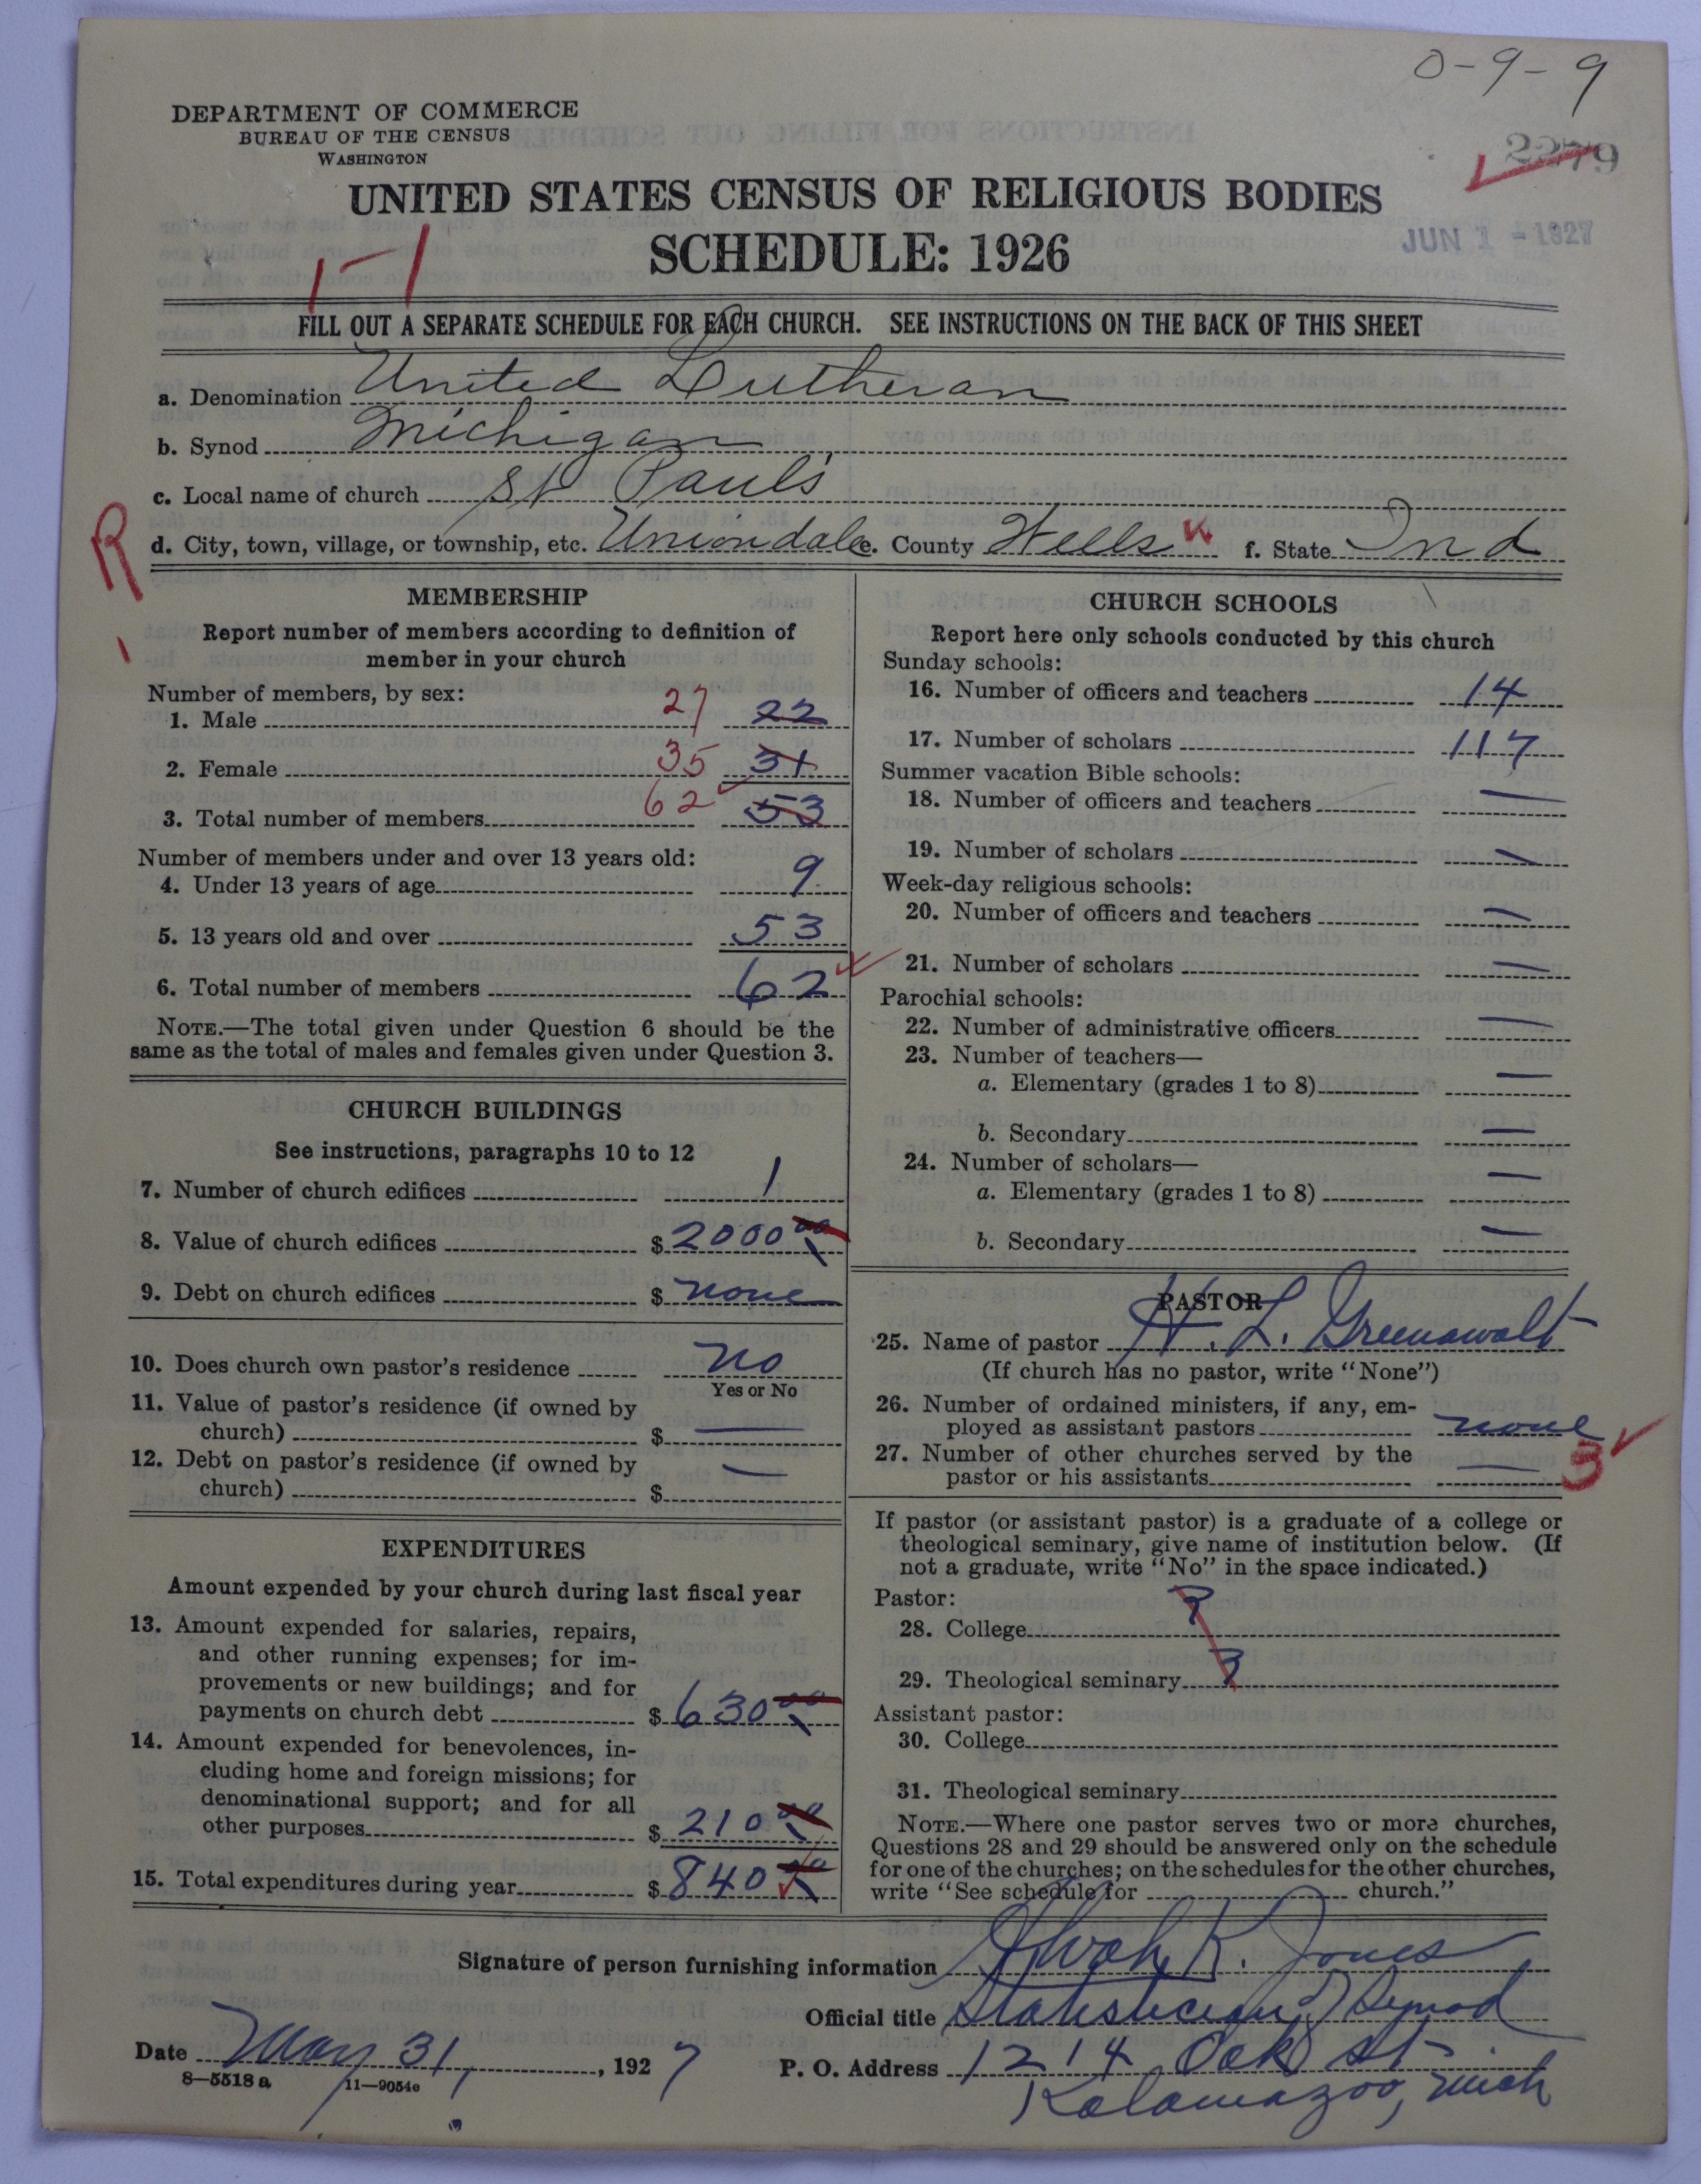 0-9-9
DEPARTMENT OF COMMERCE
BUREAU OF THE CENSUS
WASHINGTON
2279
UNITED STATES CENSUS OF RELIGIOUS BODIES
JUN 1 - 1927
SCHEDULE: 1926
1-1
FILL OUT A SEPARATE SCHEDULE FOR EACH CHURCH. SEE INSTRUCTIONS ON THE BACK OF THIS SHEET
a. Denomination United Lutheran
b. Synod Michigan
c. Local name of church St Paul's
R
d. City, town, village, or township, etc. Uniondale e. County Wells f. State Ind
MEMBERSHIP
Report number of members according to definition of
member in your church
Number of members, by sex:
1. Male 27 22
2. Female 35 31
3. Total number of members 62 53
Number of members under and over 13 years old:
4. Under 13 years of age 9
5. 13 years old and over 53
6. Total number of members 62
NOTE.—The total given under Question 6 should be the
same as the total of males and females given under Question 3.
CHURCH BUILDINGS
See instructions, paragraphs 10 to 12
7. Number of church edifices 1
8. Value of church edifices $ 2000 00
9. Debt on church edifices $ none
10. Does church own pastor's residence no
Yes or No
11. Value of pastor's residence (if owned by
church) $ —
12. Debt on pastor's residence (if owned by
church) $ —
EXPENDITURES
Amount expended by your church during last fiscal year
13. Amount expended for salaries, repairs,
and other running expenses; for im-
provements or new buildings; and for
payments on church debt $ 630 00
14. Amount expended for benevolences, in-
cluding home and foreign missions; for
denominational support; and for all
other purposes $ 210 00
15. Total expenditures during year $ 840 00
CHURCH SCHOOLS
Report here only schools conducted by this church
Sunday schools:
16. Number of officers and teachers 14
17. Number of scholars 117
Summer vacation Bible schools:
18. Number of officers and teachers —
19. Number of scholars —
Week-day religious schools:
20. Number of officers and teachers —
21. Number of scholars —
Parochial schools:
22. Number of administrative officers —
23. Number of teachers—
a. Elementary (grades 1 to 8) —
b. Secondary —
24. Number of scholars—
a. Elementary (grades 1 to 8) —
b. Secondary —
PASTOR
25. Name of pastor H. L. Greenawalt
(If church has no pastor, write "None")
26. Number of ordained ministers, if any, em-
ployed as assistant pastors none
27. Number of other churches served by the
pastor or his assistants — 3
If pastor (or assistant pastor) is a graduate of a college or
theological seminary, give name of institution below. (If
not a graduate, write "No" in the space indicated.)
Pastor:
28. College ?
29. Theological seminary ?
Assistant pastor:
30. College
31. Theological seminary
NOTE.—Where one pastor serves two or more churches,
Questions 28 and 29 should be answered only on the schedule
for one of the churches; on the schedules for the other churches,
write "See schedule for church."
Signature of person furnishing information Alvah K. Jones
Official title Statistician of Synod
Date May 31, 1927 P. O. Address 1214 Oak St.
8—5518 a 11—9054e
Kalamazoo, Mich